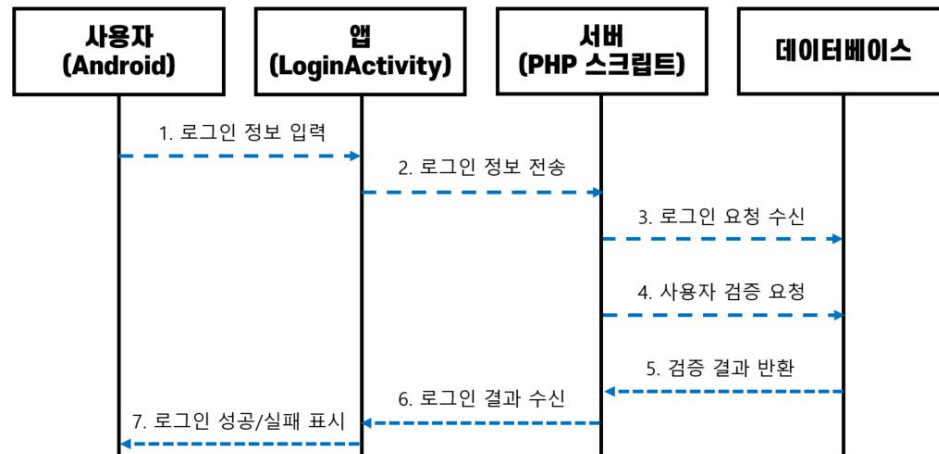 사용자
(Android)
앱
(LoginActivity)
서버
(PHP 스크립트)
데이터베이스
1. 로그인 정보 입력
2. 로그인 정보 전송
3. 로그인 요청 수신
4. 사용자 검증 요청
5. 검증 결과 반환
6. 로그인 결과 수신
7. 로그인 성공/실패 표시